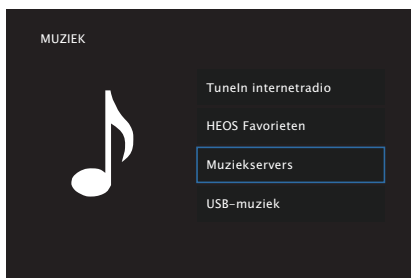 MUZIEK
TuneIn internetradio
HEOS Favorieten
Muziekservers
USB-muziek